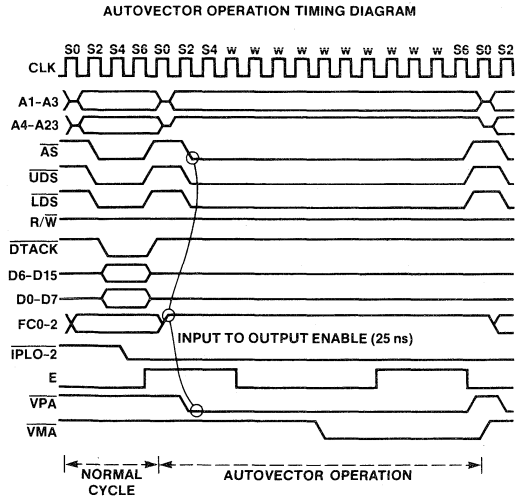 AUTOVECTOR OPERATION TIMING DIAGRAM
S0 S2 S4 S6 S0 S2 S4 w w w w w w w w w w S6 S0 S2
CLK
A1–A3
A4–A23
AS
UDS
LDS
R/W
DTACK
D6–D15
D0–D7
FC0–2
INPUT TO OUTPUT ENABLE (25 ns)
IPLO–2
E
VPA
VMA
NORMAL CYCLE
AUTOVECTOR OPERATION